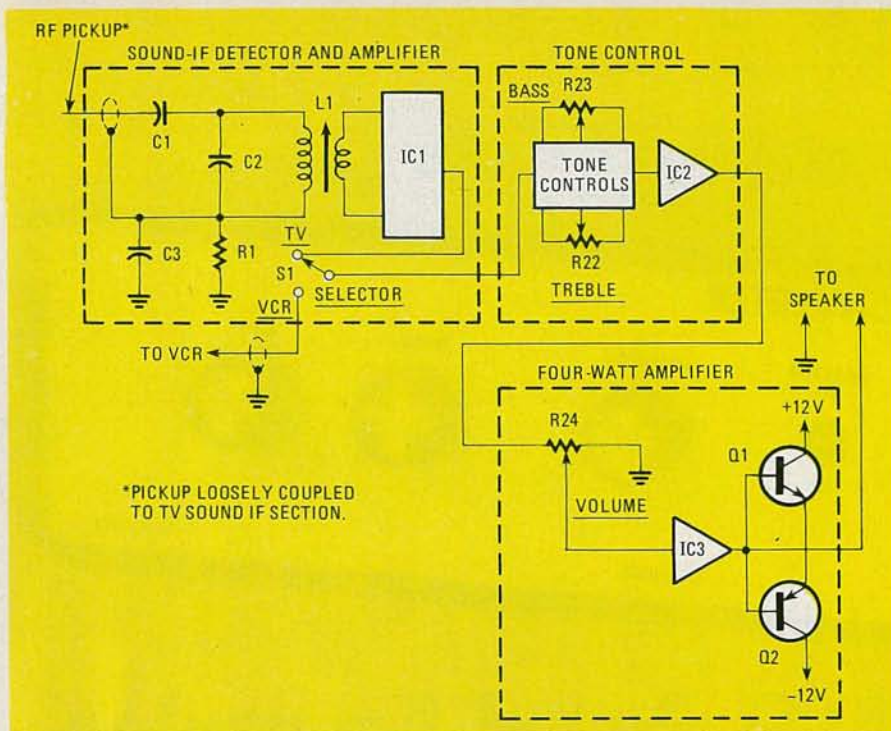 RF PICKUP*
SOUND-IF DETECTOR AND AMPLIFIER
C1
C2
L1
IC1
C3
R1
TV
S1
SELECTOR
VCR
TO VCR
TONE CONTROL
BASS
R23
TONE
CONTROLS
IC2
R22
TREBLE
TO
SPEAKER
FOUR-WATT AMPLIFIER
R24
VOLUME
IC3
+12V
Q1
Q2
–12V
*PICKUP LOOSELY COUPLED
TO TV SOUND IF SECTION.